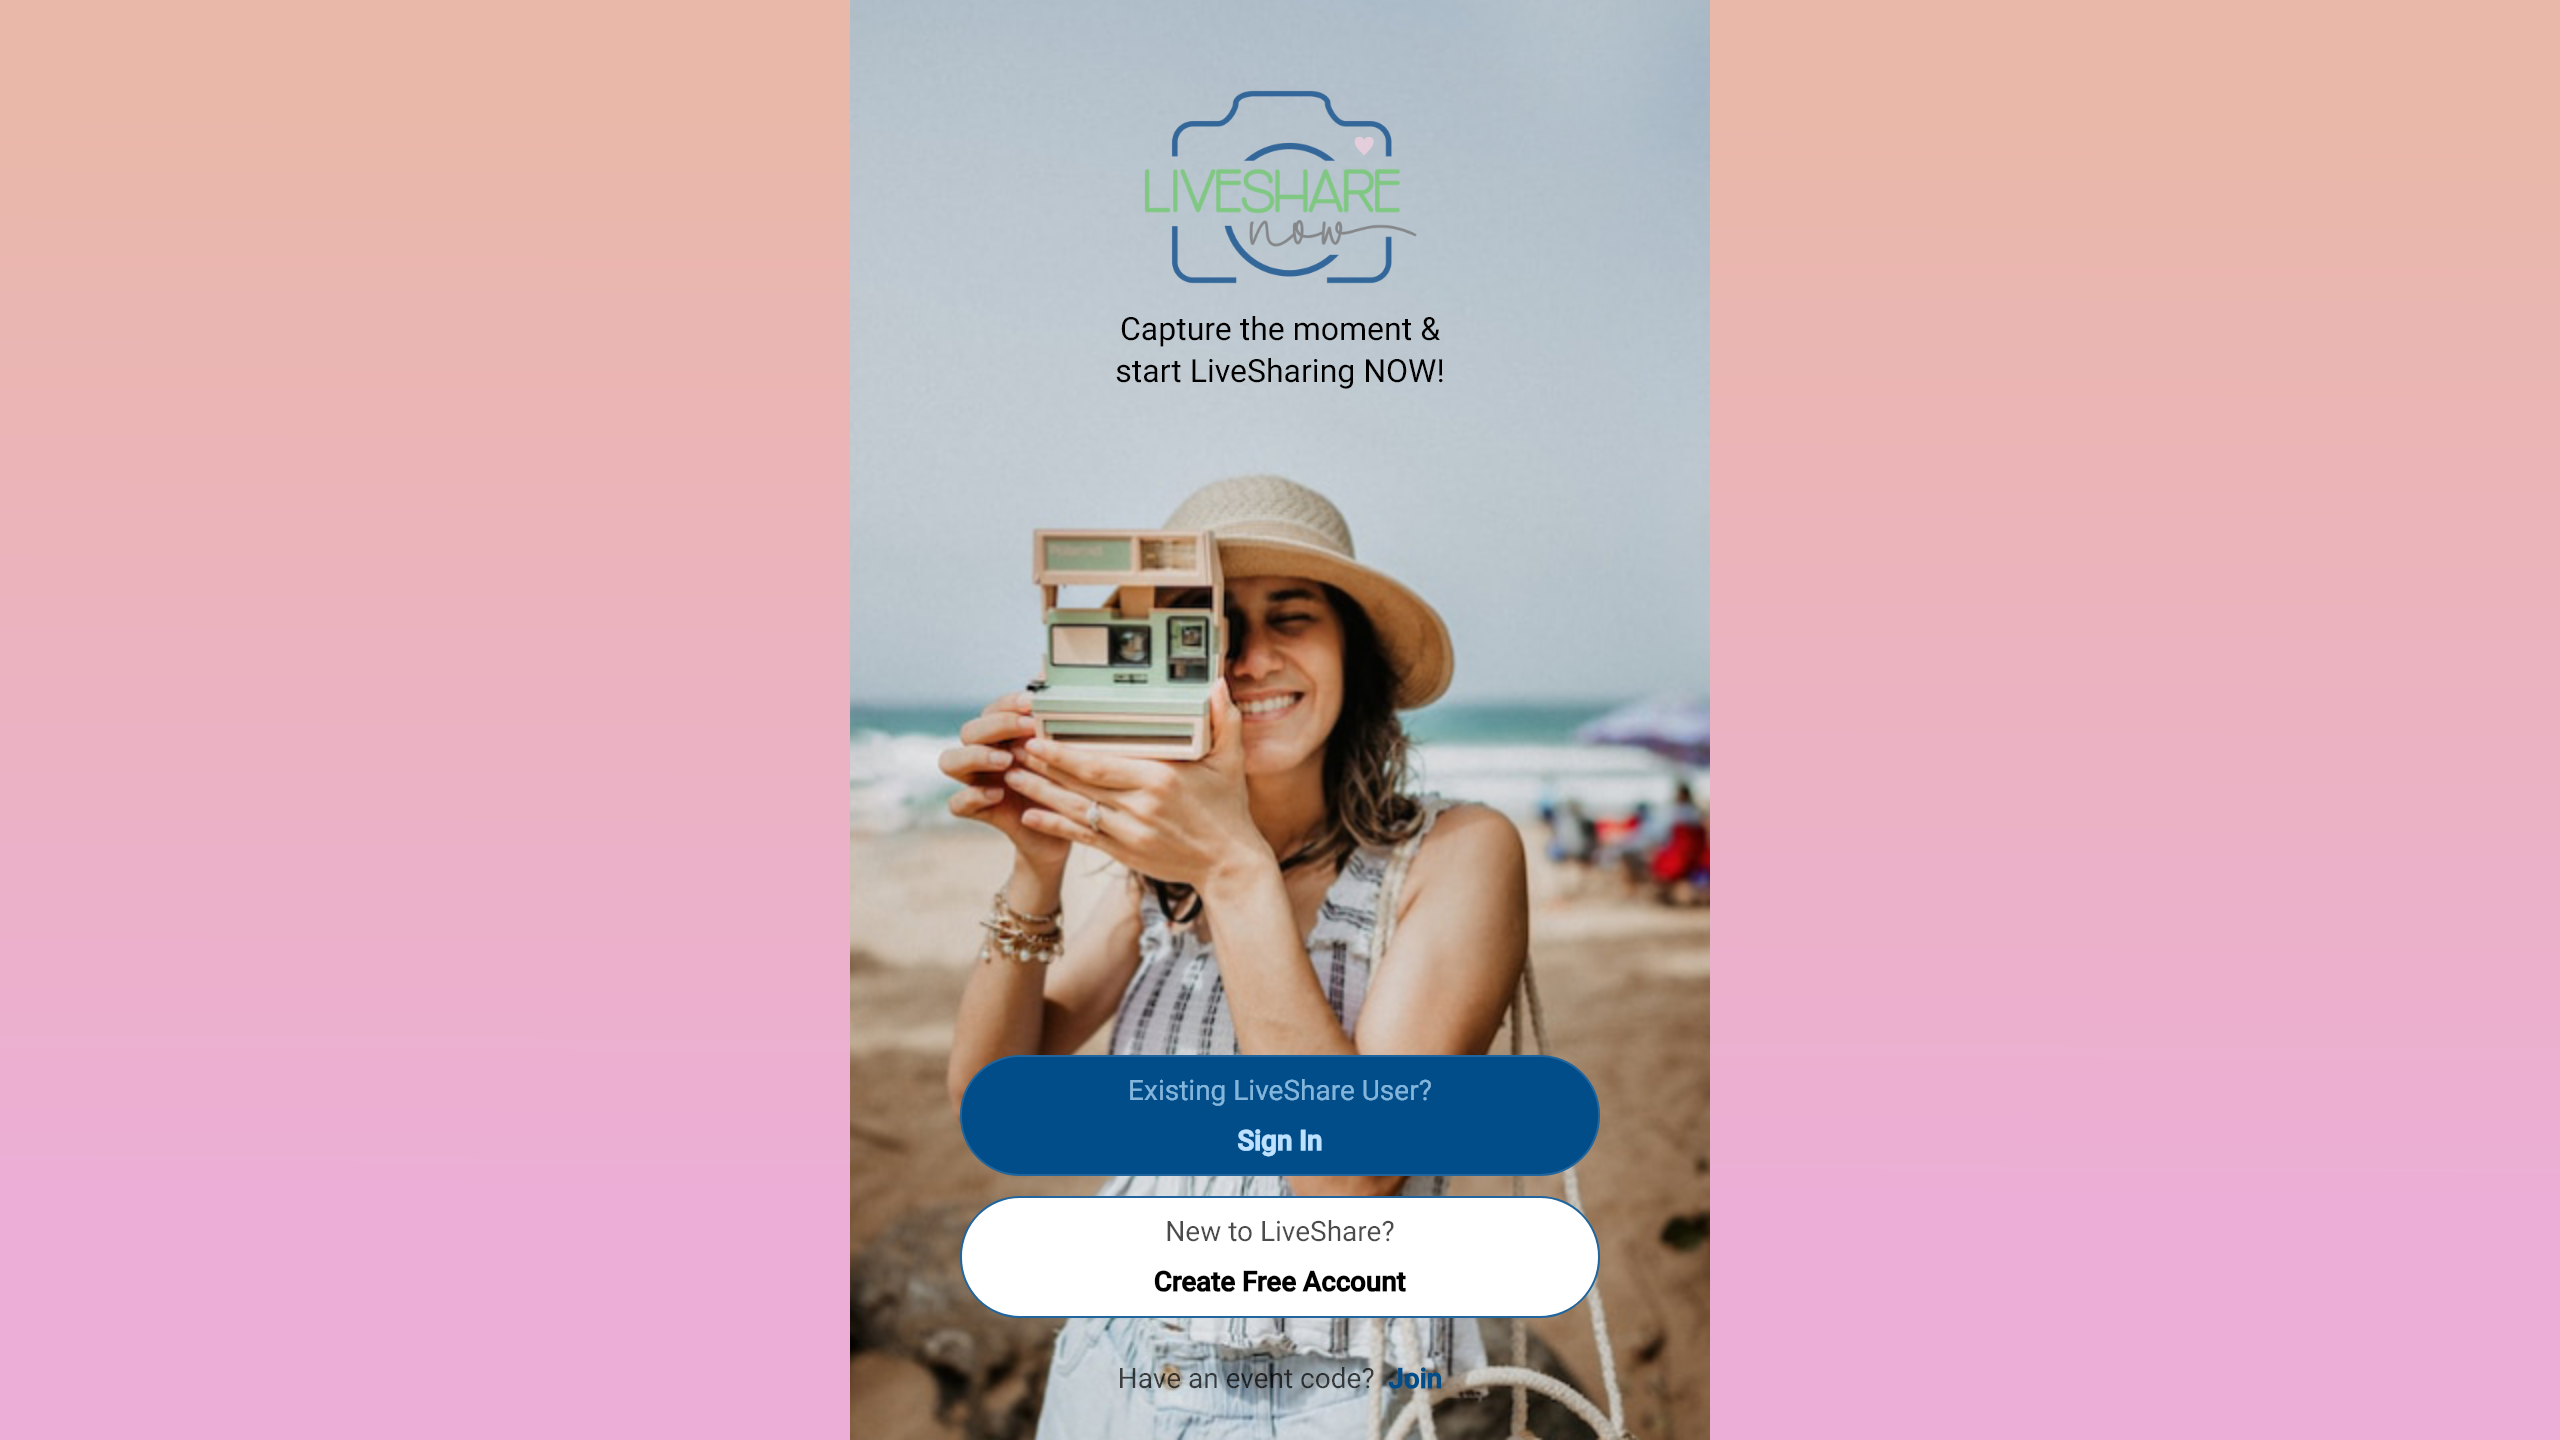 LIVESHARE
now
Capture the moment &
start LiveSharing NOW!
Polaroid
Existing LiveShare User?
Sign In
New to LiveShare?
Create Free Account
Have an event code? Join